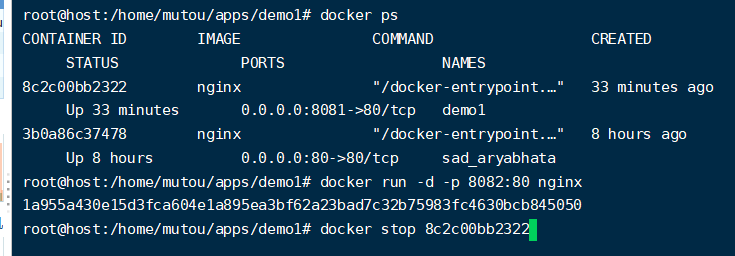 root@host:/home/mutou/apps/demo1# docker ps
CONTAINER ID        IMAGE               COMMAND                  CREATED
     STATUS              PORTS                NAMES
8c2c00bb2322        nginx               "/docker-entrypoint.…"   33 minutes ago
     Up 33 minutes       0.0.0.0:8081->80/tcp   demo1
3b0a86c37478        nginx               "/docker-entrypoint.…"   8 hours ago
     Up 8 hours          0.0.0.0:80->80/tcp     sad_aryabhata
root@host:/home/mutou/apps/demo1# docker run -d -p 8082:80 nginx
1a955a430e15d3fca604e1a895ea3bf62a23bad7c32b75983fc4630bcb845050
root@host:/home/mutou/apps/demo1# docker stop 8c2c00bb2322